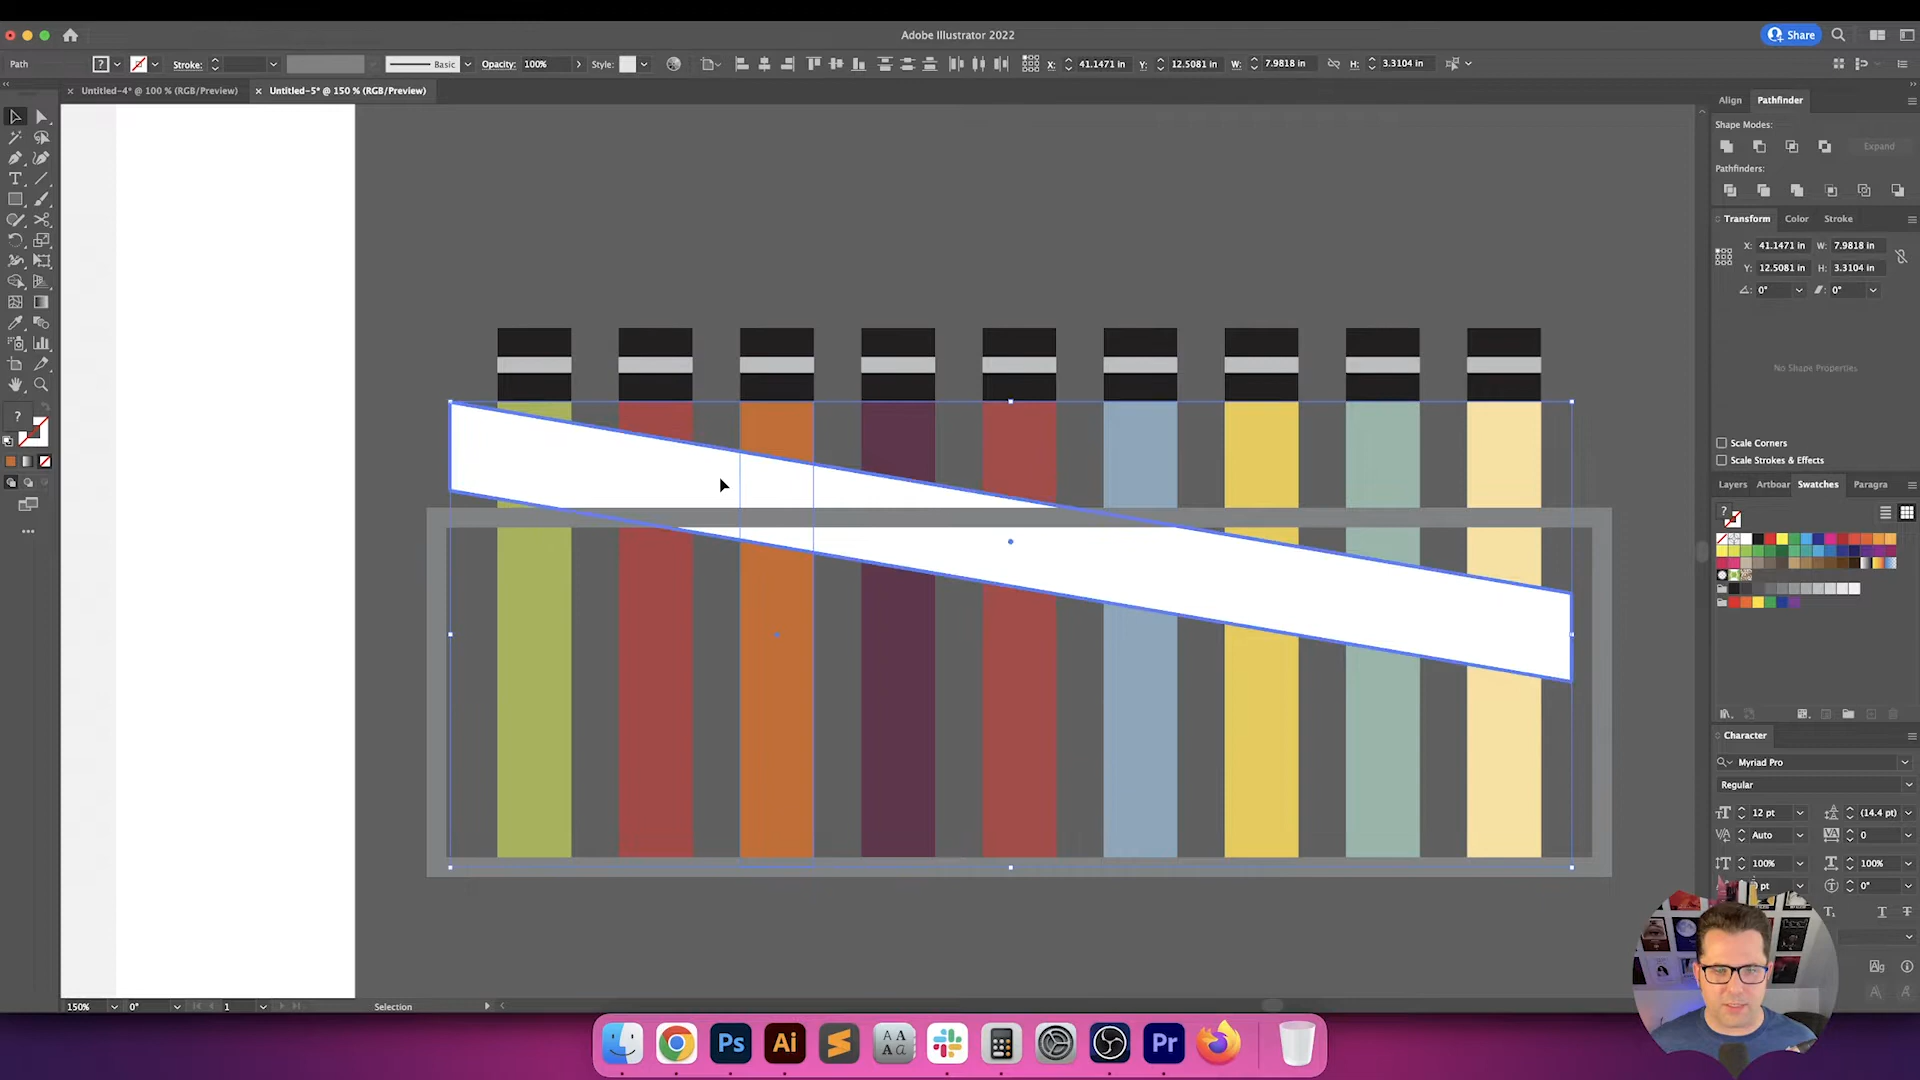 Adobe Illustrator 2022
Share
Path
Stroke:
Basic
Opacity: 100%
Style:
X: 41.1471 in
Y: 12.5081 in
W: 7.9818 in
H: 3.3104 in
Untitled-4* @ 100 % (RGB/Preview)
Untitled-5* @ 150 % (RGB/Preview)
Align Pathfinder
Shape Modes:
Expand
Pathfinders:
Transform Color Stroke
X: 41.1471 in W: 7.9818 in
Y: 12.5081 in H: 3.3104 in
0° 0°
No Shape Properties
Scale Corners
Scale Strokes & Effects
Layers Artboar Swatches Paragra
Character
Myriad Pro
Regular
12 pt (14.4 pt)
Auto 0
100% 100%
pt 0°
150% 0° 1 Selection
Ps Ai Pr